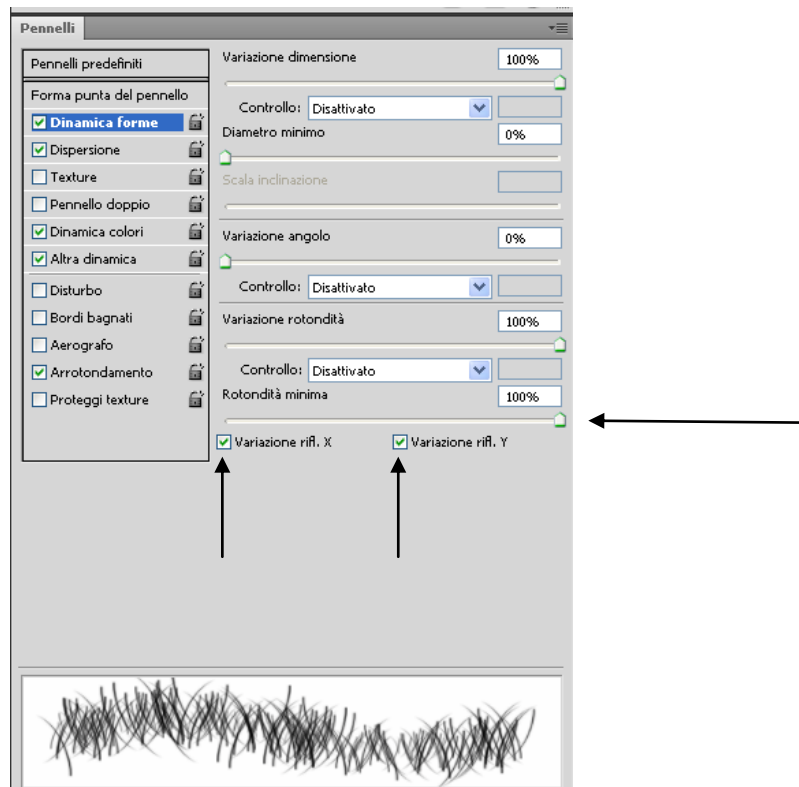 Pennelli
Pennelli predefiniti
Forma punta del pennello
Dinamica forme
Dispersione
Texture
Pennello doppio
Dinamica colori
Altra dinamica
Disturbo
Bordi bagnati
Aerografo
Arrotondamento
Proteggi texture
Variazione dimensione 100%
Controllo: Disattivato
Diametro minimo 0%
Scala inclinazione
Variazione angolo 0%
Controllo: Disattivato
Variazione rotondità 100%
Controllo: Disattivato
Rotondità minima 100%
Variazione rifl. X Variazione rifl. Y